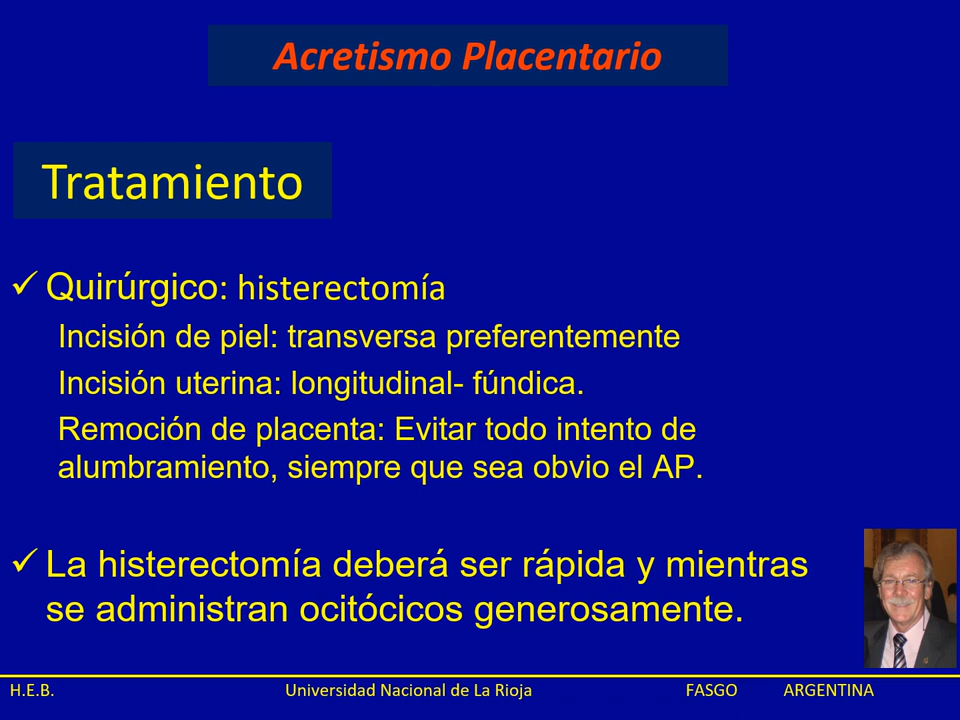 Acretismo Placentario
Tratamiento
✓ Quirúrgico: histerectomía
Incisión de piel: transversa preferentemente
Incisión uterina: longitudinal- fúndica.
Remoción de placenta: Evitar todo intento de
alumbramiento, siempre que sea obvio el AP.
✓ La histerectomía deberá ser rápida y mientras
se administran ocitócicos generosamente.
H.E.B. Universidad Nacional de La Rioja FASGO ARGENTINA